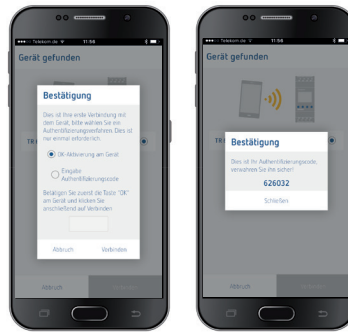 Telekom.de
11:56
Gerät gefunden
Bestätigung
Dies ist Ihre erste Verbindung mit
dem Gerät, bitte wählen Sie ein
Authentifizierungsverfahren. Dies ist
nur einmal erforderlich.
OK-Aktivierung am Gerät
Eingabe
Authentifizierungscode
Betätigen Sie zuerst die Taste "OK"
am Gerät und klicken Sie
anschließend auf Verbinden
Abbruch
Verbinden
Abbruch
Telekom.de
11:56
Gerät gefunden
Bestätigung
Dies ist Ihr Authentifizierungscode,
verwahren Sie ihn sicher!
626032
Schließen
Abbruch